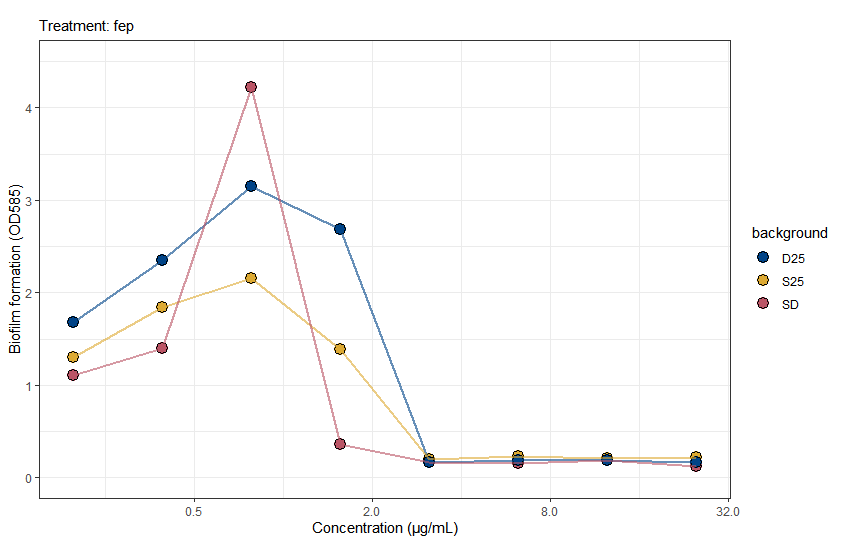 Treatment: fep
Biofilm formation (OD585)
4
3
2
1
0
0.5
2.0
8.0
32.0
Concentration (µg/mL)
background
D25
S25
SD